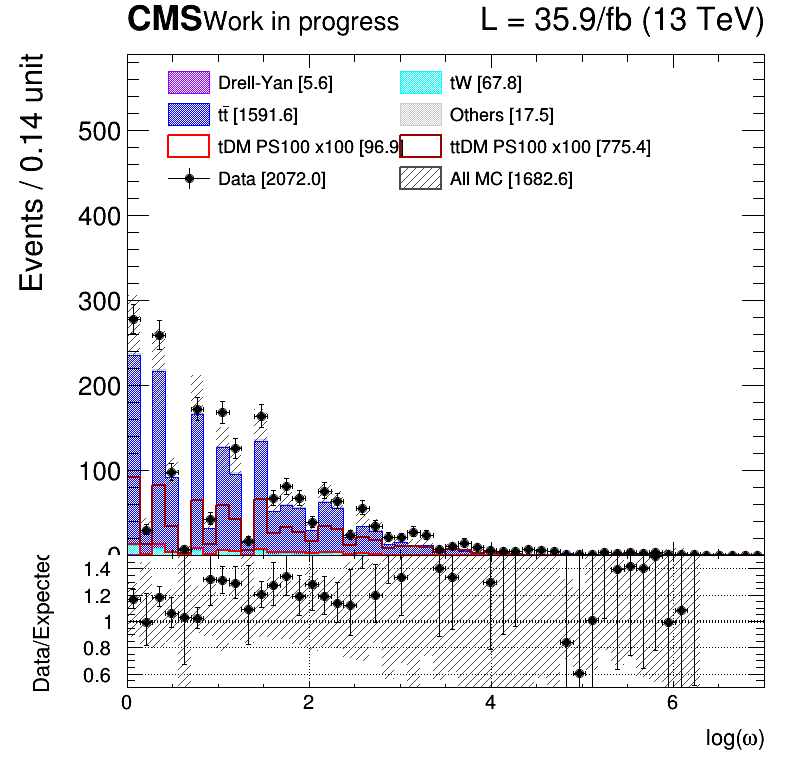 CMS Work in progress L = 35.9/fb (13 TeV)
Events / 0.14 unit
Drell-Yan [5.6] tW [67.8]
tt̄ [1591.6] Others [17.5]
tDM PS100 x100 [96.9] ttDM PS100 x100 [775.4]
Data [2072.0] All MC [1682.6]
500
400
300
200
100
0
Data/Expected
1.4
1.2
1
0.8
0.6
0 2 4 6
log(ω)